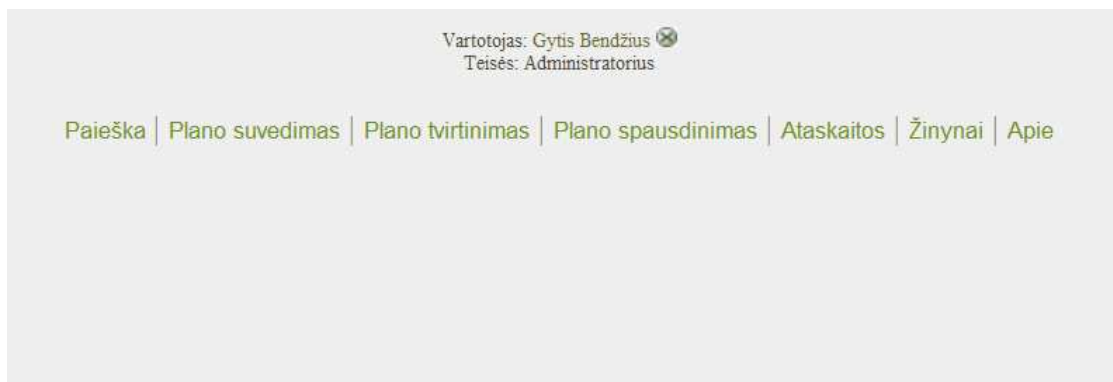 Vartotojas: Gytis Bendžius
Teisės: Administratorius
Paieška | Plano suvedimas | Plano tvirtinimas | Plano spausdinimas | Ataskaitos | Žinynai | Apie